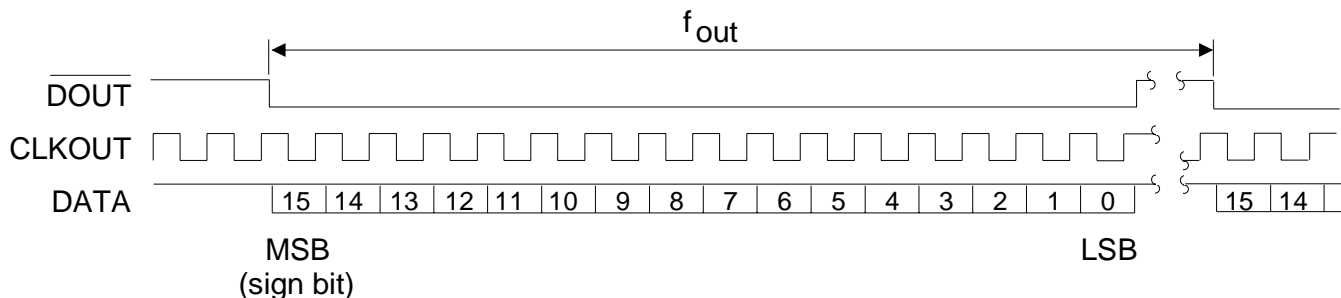 fout
DOUT
CLKOUT
DATA
15 14 13 12 11 10 9 8 7 6 5 4 3 2 1 0 15 14
MSB
(sign bit)
LSB